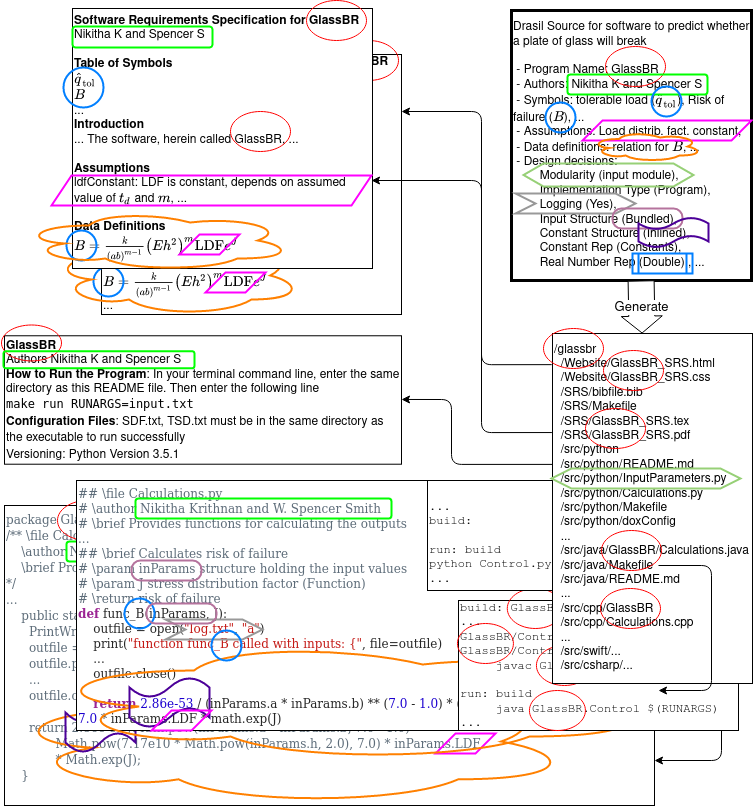 Software Requirements Specification for GlassBR
Nikitha K and Spencer S
Table of Symbols
q̂_tol
B
...
Introduction
... The software, herein called GlassBR, ...
Assumptions
ldfConstant: LDF is constant, depends on assumed
value of t_d and m, ...
Data Definitions
B = k/(ab)^{m−1} (Eh²)^m LDFe^J
BR
B = k/(ab)^{m−1} (Eh²)^m LDFe^J
...
Drasil Source for software to predict whether
a plate of glass will break
- Program Name: GlassBR
- Authors: Nikitha K and Spencer S
- Symbols: tolerable load (q̂_tol), Risk of
failure (B), ...
- Assumptions: Load distrib. fact. constant,
- Data definitions: relation for B, ...
- Design decisions:
Modularity (input module),
Implementation Type (Program),
Logging (Yes),
Input Structure (Bundled)
Constant Structure (Inlined),
Constant Rep (Constants),
Real Number Rep (Double), ...
Generate
GlassBR
Authors Nikitha K and Spencer S
How to Run the Program: In your terminal command line, enter the same
directory as this README file. Then enter the following line
make run RUNARGS=input.txt
Configuration Files: SDF.txt, TSD.txt must be in the same directory as
the executable to run successfully
Versioning: Python Version 3.5.1
/glassbr
/Website/GlassBR_SRS.html
/Website/GlassBR_SRS.css
/SRS/bibfile.bib
/SRS/Makefile
/SRS/GlassBR_SRS.tex
/SRS/GlassBR_SRS.pdf
/src/python
/src/python/README.md
/src/python/InputParameters.py
/src/python/Calculations.py
/src/python/Makefile
/src/python/doxConfig
...
/src/java/GlassBR/Calculations.java
/src/java/Makefile
/src/java/README.md
...
/src/cpp/GlassBR
/src/cpp/Calculations.cpp
...
/src/swift/...
/src/csharp/...
## \file Calculations.py
# \author Nikitha Krithnan and W. Spencer Smith
# \brief Provides functions for calculating the outputs
...
## \brief Calculates risk of failure
# \param inParams structure holding the input values
# \param J stress distribution factor (Function)
# \return risk of failure
def func_B(inParams, J):
outfile = open("log.txt", "a")
print("function func_B called with inputs: {", file=outfile)
...
outfile.close()
return 2.86e-53 / (inParams.a * inParams.b) ** (7.0 - 1.0) * (
7.0 * inParams.LDF * math.exp(J)
package Gl
/** \file Calc
\author N
\brief Pr
*/
...
public sta
PrintWr
outfile =
outfile.p
...
outfile.c
return 2
Math.pow(7.17e10 * Math.pow(inParams.h, 2.0), 7.0) * inParams.LDF
* Math.exp(J);
}
...
build:
run: build
python Control.py
...
build: GlassB
...
GlassBR/Contr
GlassBR/Contr
javac Gl
run: build
java GlassBR.Control $(RUNARGS)
...